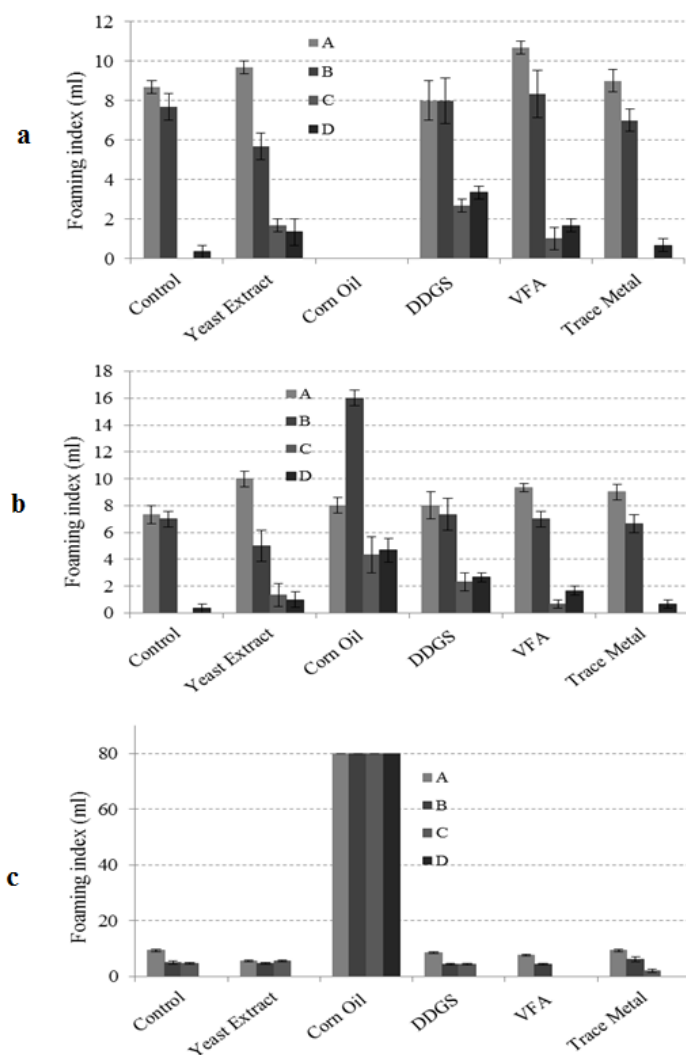 a
Foaming index (ml)
12
10
8
6
4
2
0
A
B
C
D
Control
Yeast Extract
Corn Oil
DDGS
VFA
Trace Metal
b
Foaming index (ml)
18
16
14
12
10
8
6
4
2
0
A
B
C
D
Control
Yeast Extract
Corn Oil
DDGS
VFA
Trace Metal
c
Foaming index (ml)
80
60
40
20
0
A
B
C
D
Control
Yeast Extract
Corn Oil
DDGS
VFA
Trace Metal